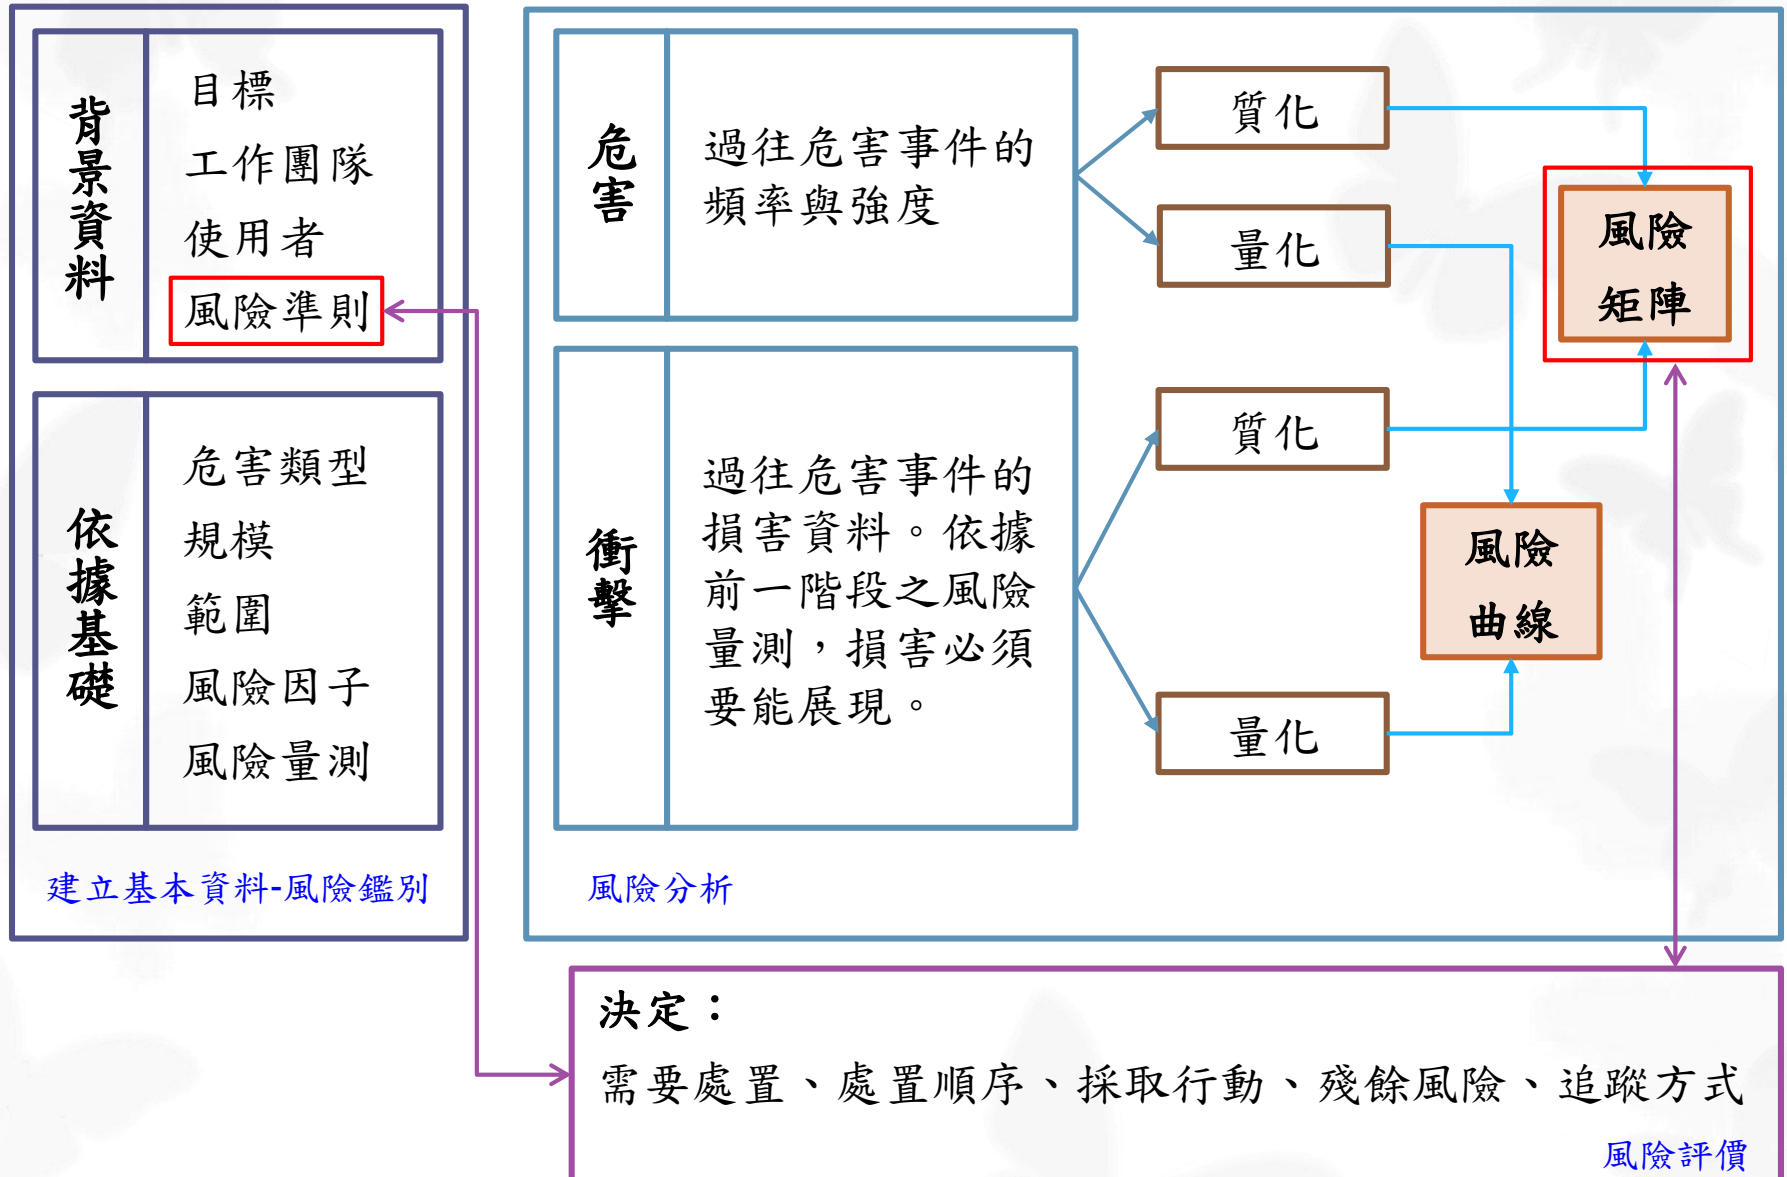 背景資料
目標
工作團隊
使用者
風險準則
依據基礎
危害類型
規模
範圍
風險因子
風險量測
建立基本資料-風險鑑別
危害
過往危害事件的
頻率與強度
質化
量化
風險
矩陣
衝擊
過往危害事件的
損害資料。依據
前一階段之風險
量測，損害必須
要能展現。
質化
量化
風險
曲線
風險分析
決定：
需要處置、處置順序、採取行動、殘餘風險、追蹤方式
風險評價